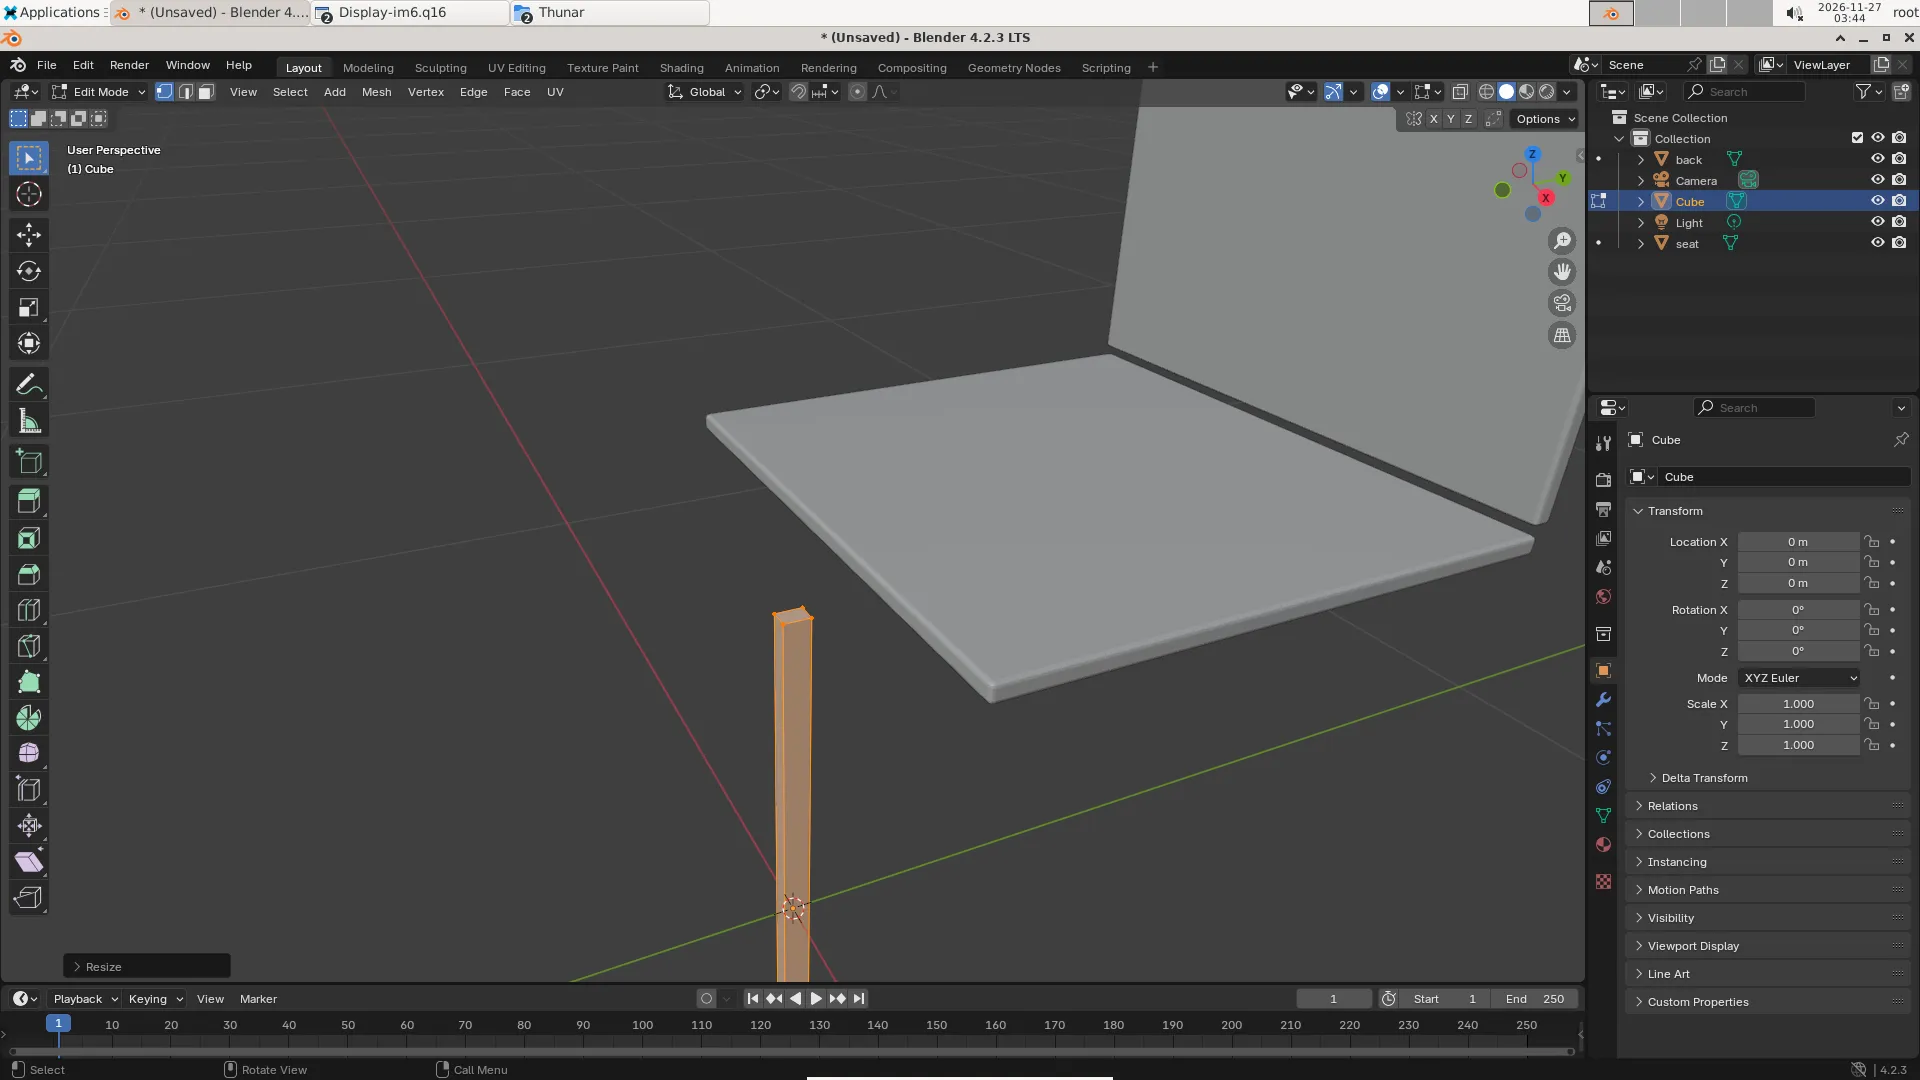 Applications
* (Unsaved) - Blender 4....
2
Display-im6.q16
2
Thunar
2026-11-27
03:44
root
* (Unsaved) - Blender 4.2.3 LTS
File
Edit
Render
Window
Help
Layout
Modeling
Sculpting
UV Editing
Texture Paint
Shading
Animation
Rendering
Compositing
Geometry Nodes
Scripting
Scene
ViewLayer
Edit Mode
View
Select
Add
Mesh
Vertex
Edge
Face
UV
Global
Search
X
Y
Z
Options
User Perspective
(1) Cube
Z
Y
X
Scene Collection
Collection
back
Camera
Cube
Light
seat
Search
Cube
Cube
Transform
Location X
0 m
Y
0 m
Z
0 m
Rotation X
0°
Y
0°
Z
0°
Mode
XYZ Euler
Scale X
1.000
Y
1.000
Z
1.000
Delta Transform
Relations
Collections
Instancing
Motion Paths
Visibility
Viewport Display
Line Art
Custom Properties
Resize
Playback
Keying
View
Marker
1
Start
1
End
250
1
10
20
30
40
50
60
70
80
90
100
110
120
130
140
150
160
170
180
190
200
210
220
230
240
250
Select
Rotate View
Call Menu
4.2.3